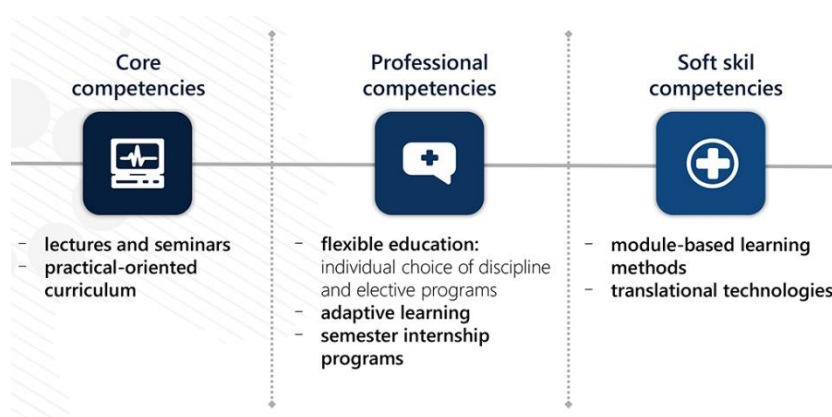 Core
competencies
- lectures and seminars
- practical-oriented
curriculum
Professional
competencies
- flexible education:
individual choice of discipline
and elective programs
- adaptive learning
- semester internship
programs
Soft skil
competencies
- module-based learning
methods
- translational technologies